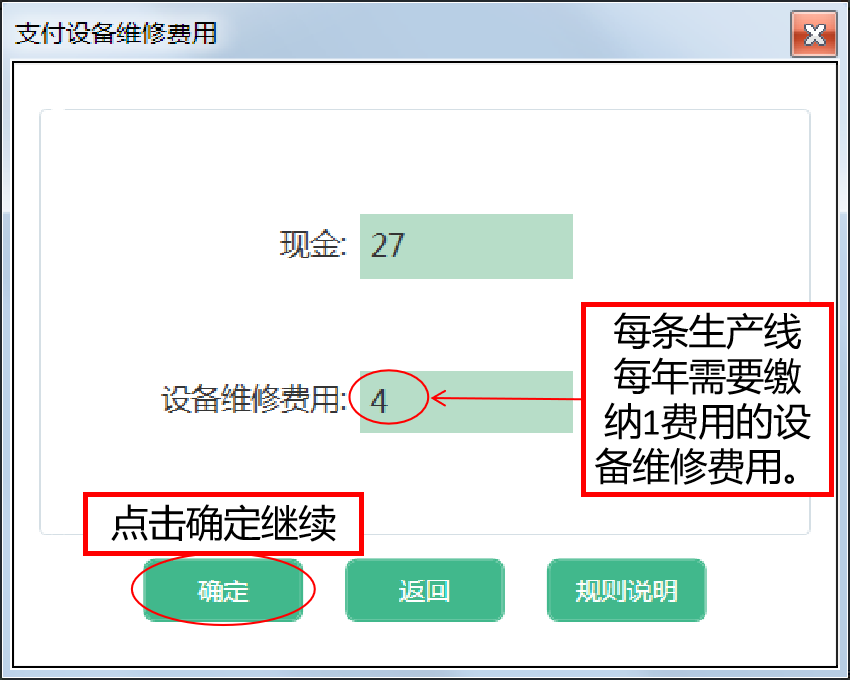 支付设备维修费用
现金: 27
每条生产线
每年需要缴
纳1费用的设
备维修费用。
设备维修费用: 4
点击确定继续
确定
返回
规则说明